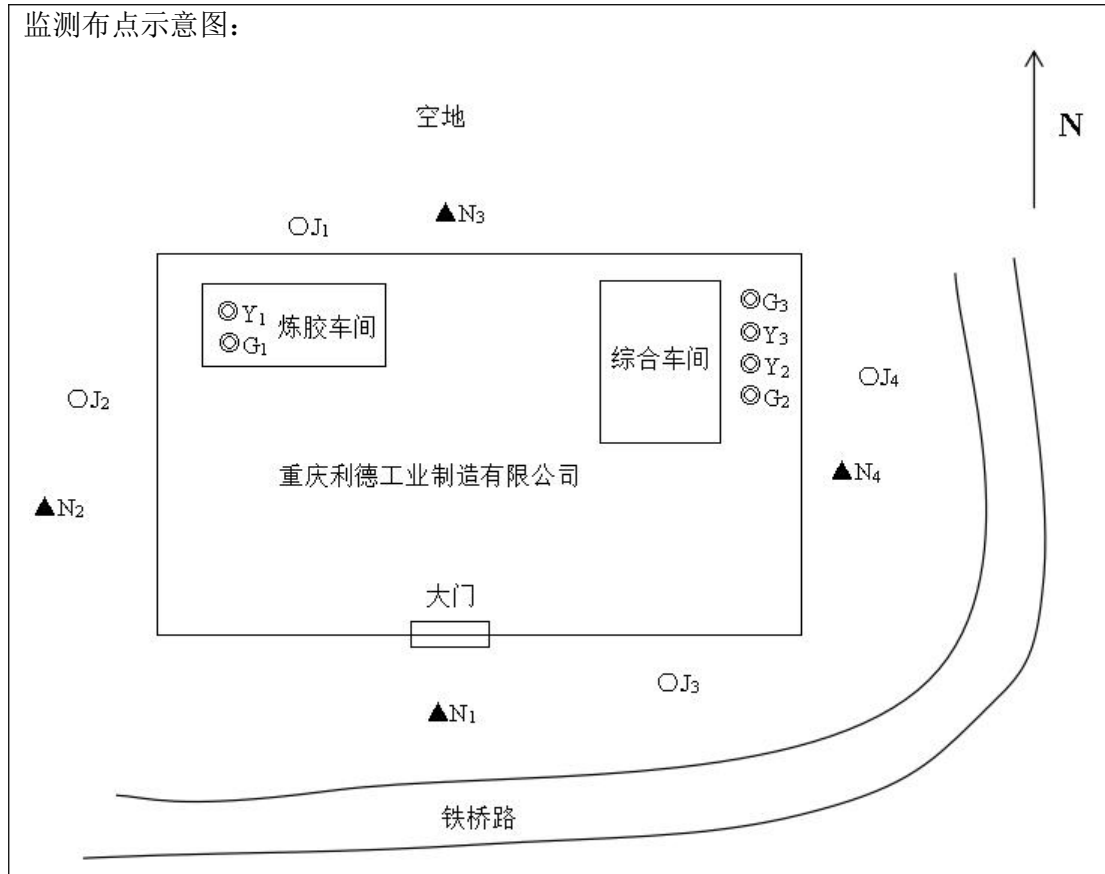 监测布点示意图：
空地
N
▲N₃
○J₁
◎Y₁
◎G₁
炼胶车间
综合车间
◎G₃
◎Y₃
◎Y₂
◎G₂
○J₂
○J₄
重庆利德工业制造有限公司
▲N₄
▲N₂
大门
○J₃
▲N₁
铁桥路